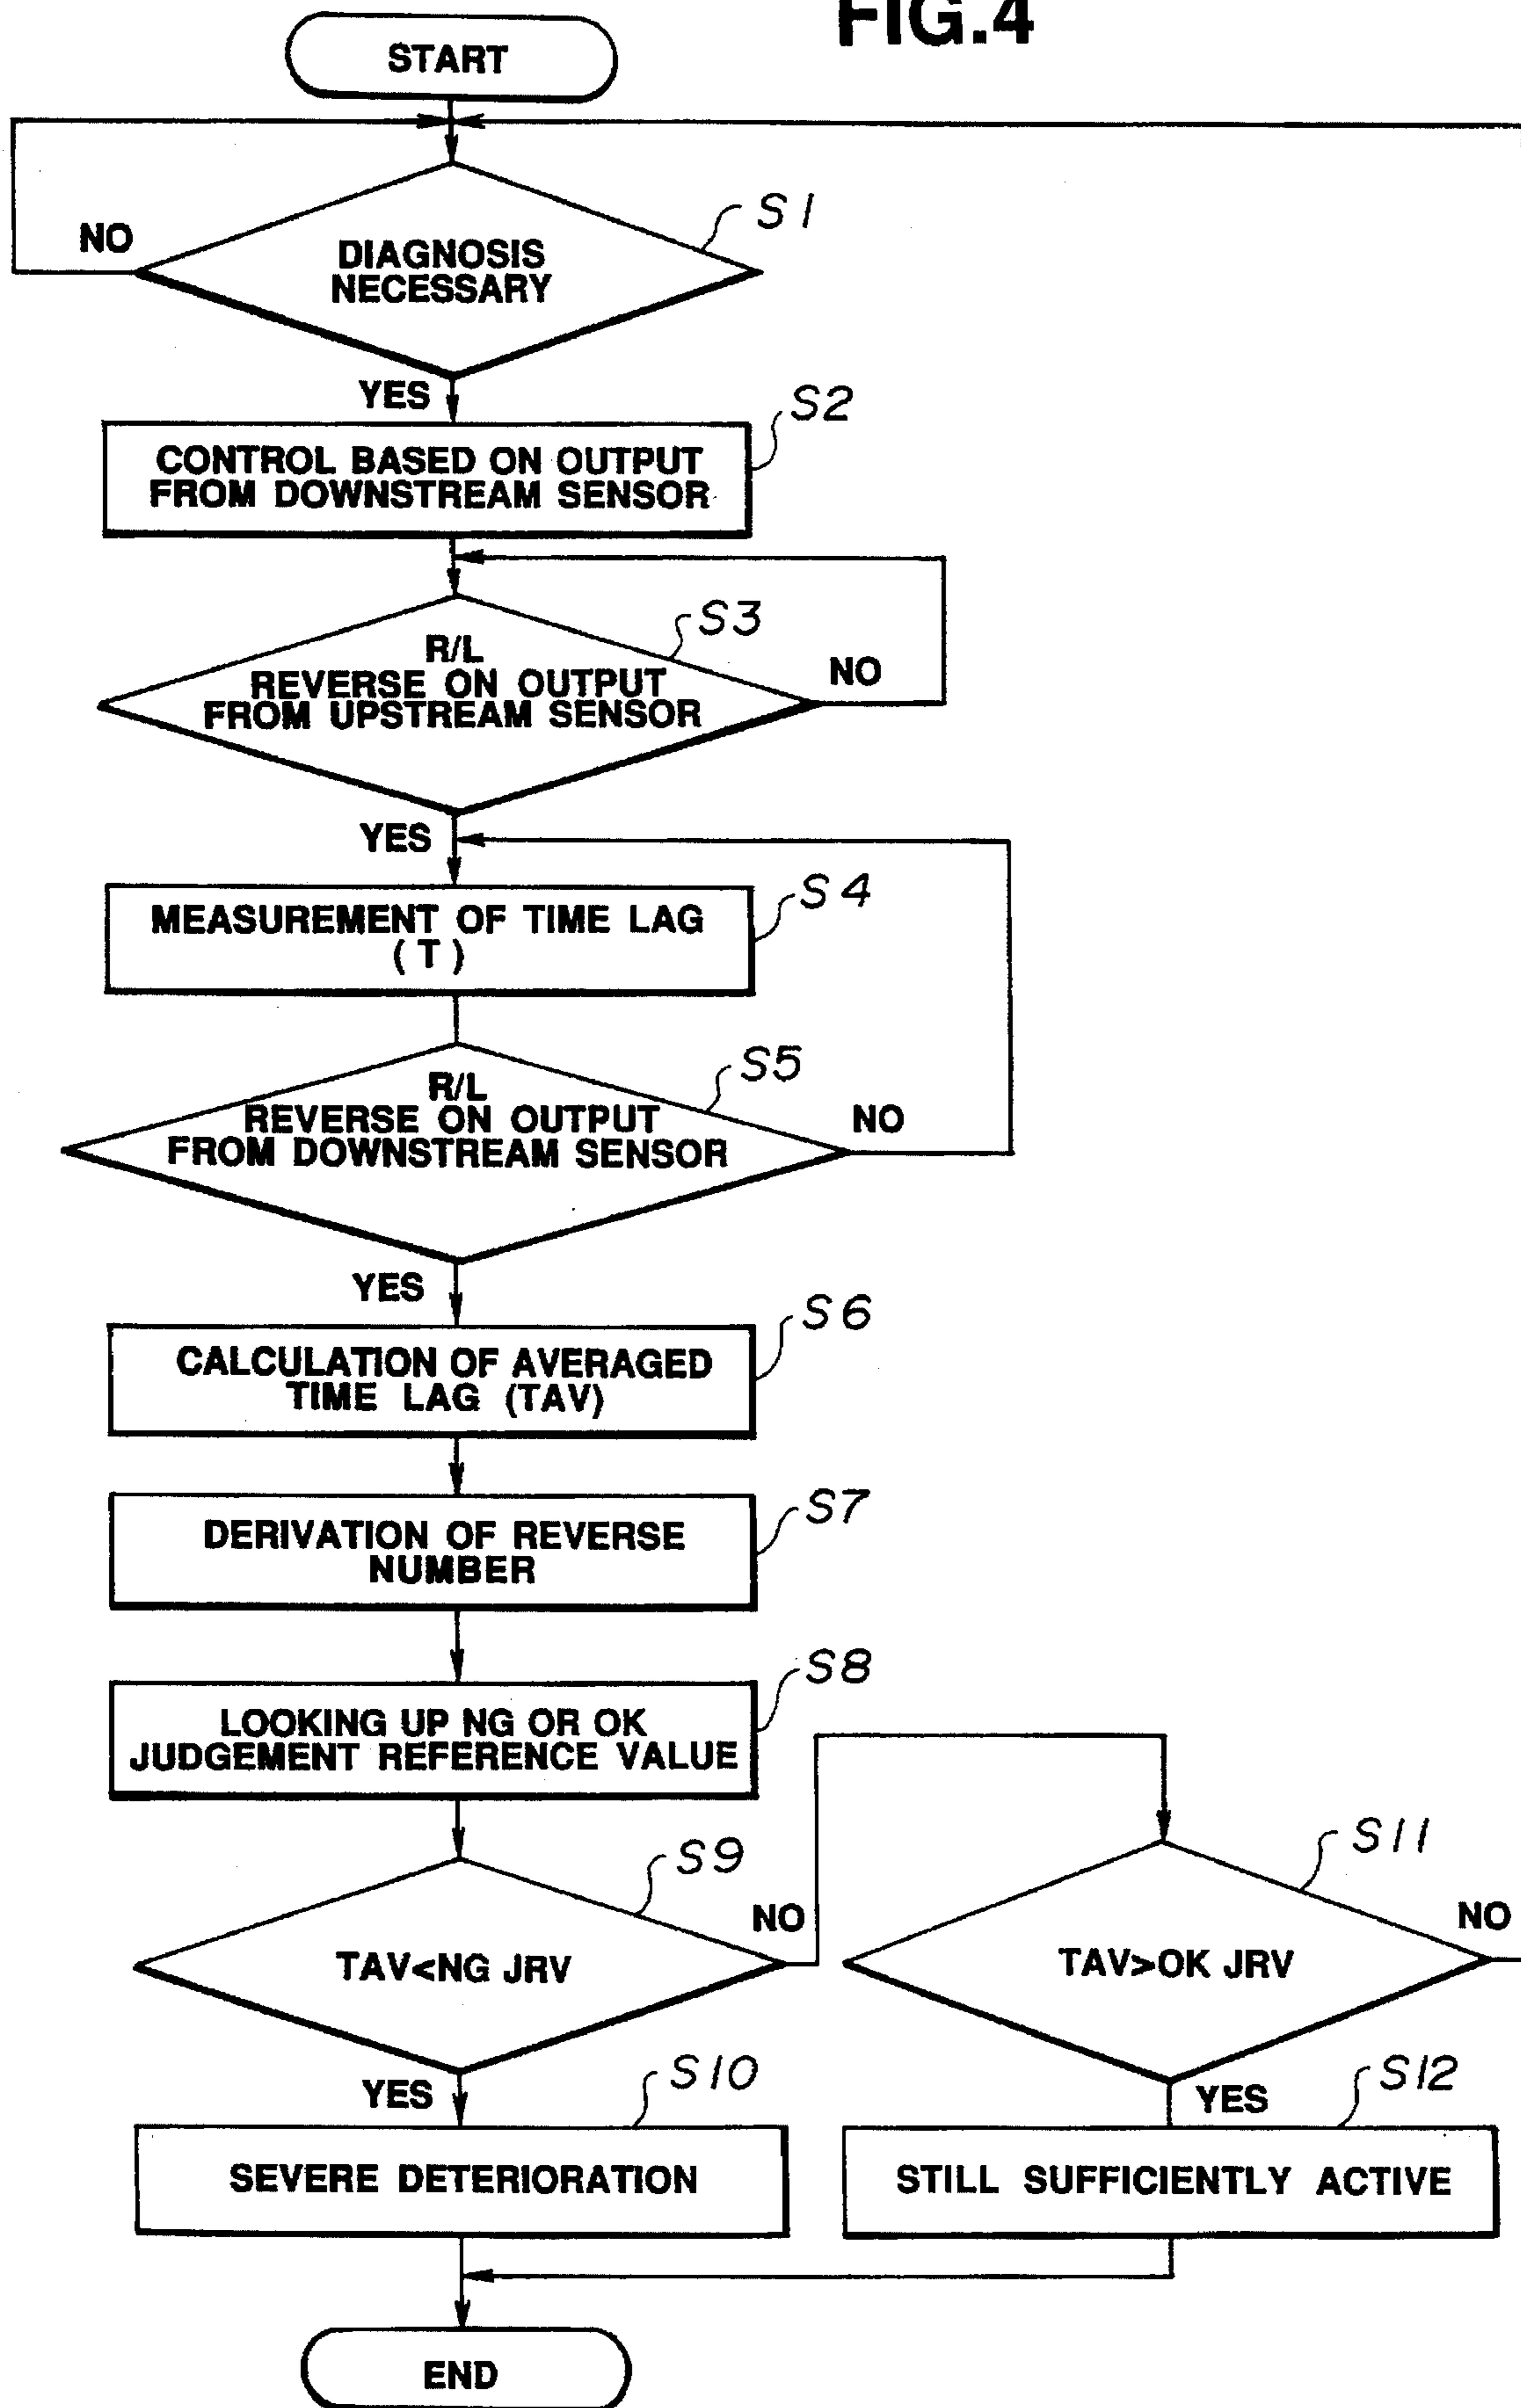 FIG.4
START
S1
NO
DIAGNOSIS
NECESSARY
YES
S2
CONTROL BASED ON OUTPUT
FROM DOWNSTREAM SENSOR
S3
R/L
REVERSE ON OUTPUT
FROM UPSTREAM SENSOR
NO
YES
S4
MEASUREMENT OF TIME LAG
(T)
S5
R/L
REVERSE ON OUTPUT
FROM DOWNSTREAM SENSOR
NO
YES
S6
CALCULATION OF AVERAGED
TIME LAG (TAV)
S7
DERIVATION OF REVERSE
NUMBER
S8
LOOKING UP NG OR OK
JUDGEMENT REFERENCE VALUE
S9
NO
TAV<NG JRV
S11
NO
TAV>OK JRV
YES
S10
YES
S12
SEVERE DETERIORATION
STILL SUFFICIENTLY ACTIVE
END